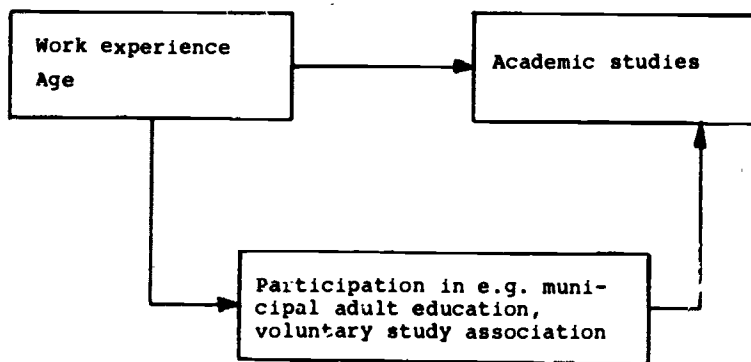 Work experience
Age
Academic studies
Participation in e.g. muni-
cipal adult education,
voluntary study association